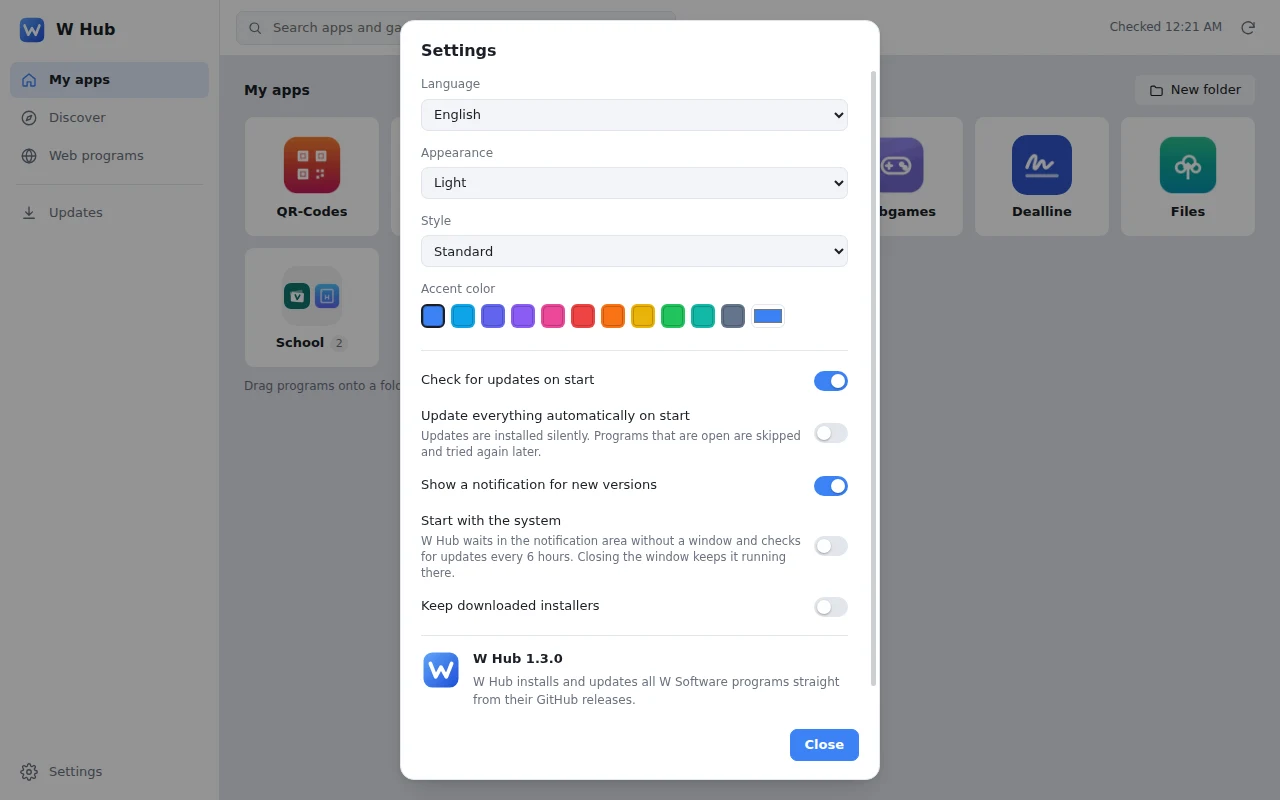 W Hub
My apps
Discover
Web programs
Updates
Settings
Search apps and ga
Checked 12:21 AM
My apps
New folder
QR-Codes
bgames
Dealline
Files
School 2
Drag programs onto a fold
Settings
Language
English
Appearance
Light
Style
Standard
Accent color
Check for updates on start
Update everything automatically on start
Updates are installed silently. Programs that are open are skipped
and tried again later.
Show a notification for new versions
Start with the system
W Hub waits in the notification area without a window and checks
for updates every 6 hours. Closing the window keeps it running
there.
Keep downloaded installers
W Hub 1.3.0
W Hub installs and updates all W Software programs straight
from their GitHub releases.
Close